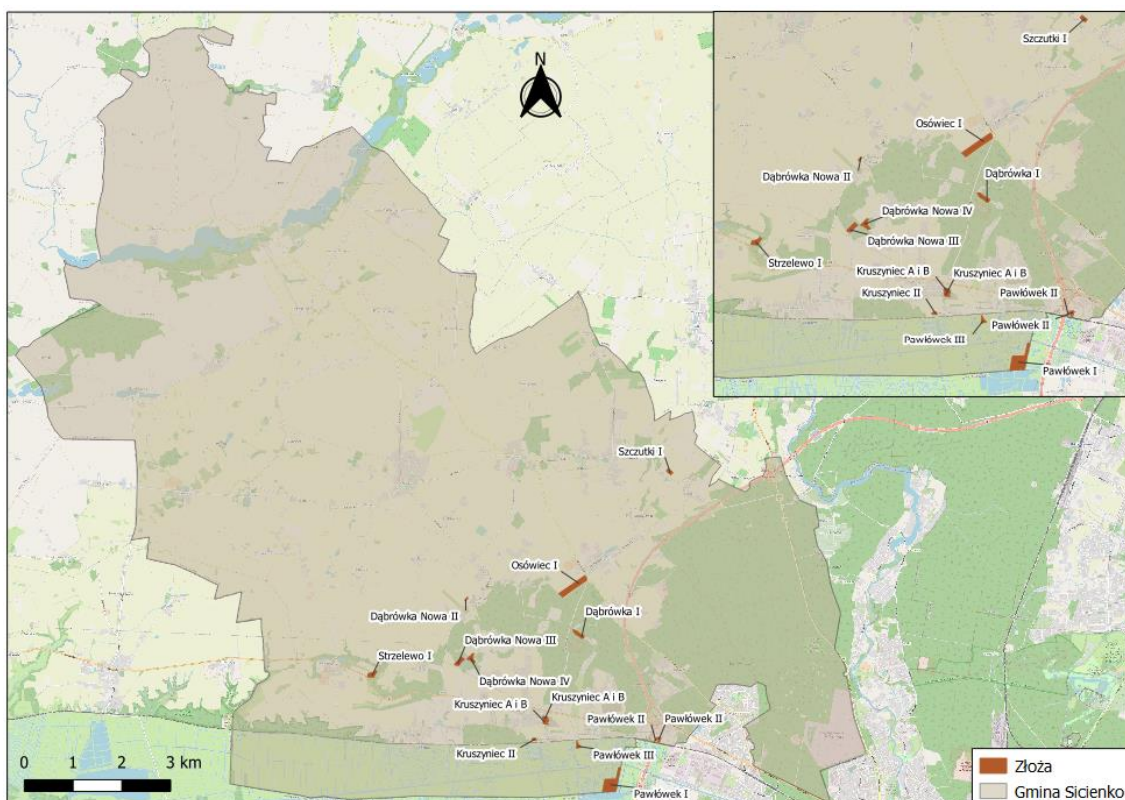 N
Szczutki I
Osówiec I
Dąbrówka Nowa II
Dąbrówka I
Dąbrówka Nowa IV
Dąbrówka Nowa III
Strzelewo I
Kruszyniec A i B
Kruszyniec A i B
Kruszyniec II
Pawłówek II
Pawłówek II
Pawłówek III
Pawłówek I
Szczutki I
Osówiec I
Dąbrówka Nowa II
Dąbrówka I
Dąbrówka Nowa III
Strzelewo I
Dąbrówka Nowa IV
Kruszyniec A i B
Kruszyniec A i B
Pawłówek II
Pawłówek II
Kruszyniec II
Pawłówek III
Pawłówek I
0 1 2 3 km
Złoża
Gmina Sicienko